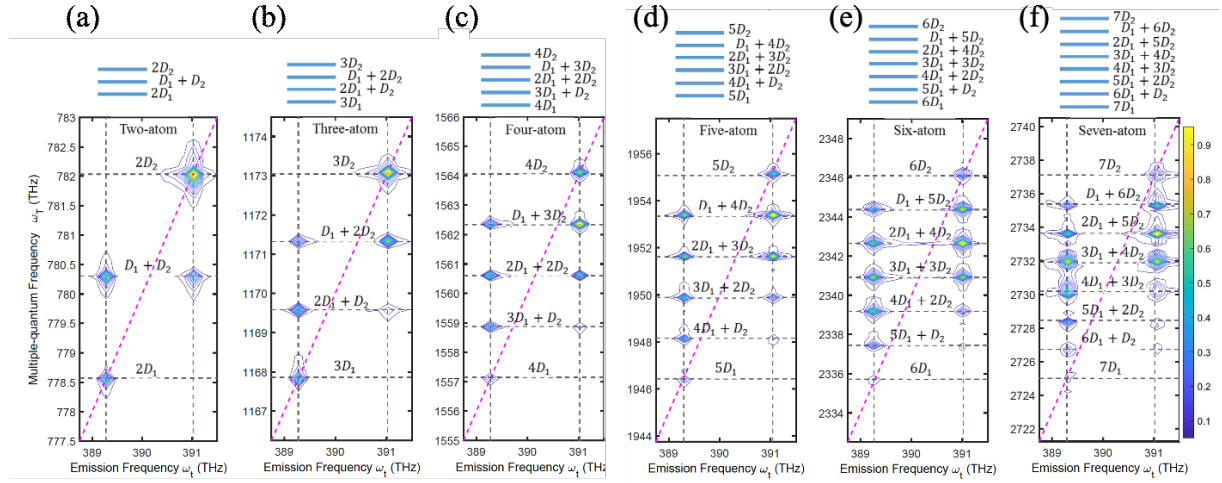 (a)
2D₂
D₁ + D₂
2D₁
783
782.5
782
781.5
781
780.5
780
779.5
779
778.5
778
777.5
Two-atom
2D₂
D₁ + D₂
2D₁
389
390
391
Multiple-quantum Frequency ω_T (THz)
Emission Frequency ω_t (THz)
(b)
3D₂
D₁ + 2D₂
2D₁ + D₂
3D₁
1174
1173
1172
1171
1170
1169
1168
1167
Three-atom
3D₂
D₁ + 2D₂
2D₁ + D₂
3D₁
389
390
391
Emission Frequency ω_t (THz)
(c)
4D₂
D₁ + 3D₂
2D₁ + 2D₂
3D₁ + D₂
4D₁
1566
1565
1564
1563
1562
1561
1560
1559
1558
1557
1556
1555
Four-atom
4D₂
D₁ + 3D₂
2D₁ + 2D₂
3D₁ + D₂
4D₁
389
390
391
Emission Frequency ω_t (THz)
(d)
5D₂
D₁ + 4D₂
2D₁ + 3D₂
3D₁ + 2D₂
4D₁ + D₂
5D₁
1956
1954
1952
1950
1948
1946
1944
Five-atom
5D₂
D₁ + 4D₂
2D₁ + 3D₂
3D₁ + 2D₂
4D₁ + D₂
5D₁
389
390
391
Emission Frequency ω_t (THz)
(e)
6D₂
D₁ + 5D₂
2D₁ + 4D₂
3D₁ + 3D₂
4D₁ + 2D₂
5D₁ + D₂
6D₁
2348
2346
2344
2342
2340
2339
2336
2334
Six-atom
6D₂
D₁ + 5D₂
2D₁ + 4D₂
3D₁ + 3D₂
4D₁ + 2D₂
5D₁ + D₂
6D₁
389
390
391
Emission Frequency ω_t (THz)
(f)
7D₂
D₁ + 6D₂
2D₁ + 5D₂
3D₁ + 4D₂
4D₁ + 3D₂
5D₁ + 2D₂
6D₁ + D₂
7D₁
2740
2738
2736
2734
2732
2730
2728
2726
2724
2722
Seven-atom
7D₂
D₁ + 6D₂
2D₁ + 5D₂
3D₁ + 4D₂
4D₁ + 3D₂
5D₁ + 2D₂
6D₁ + D₂
7D₁
389
390
391
Emission Frequency ω_t (THz)
0.9
0.8
0.7
0.6
0.5
0.4
0.3
0.2
0.1